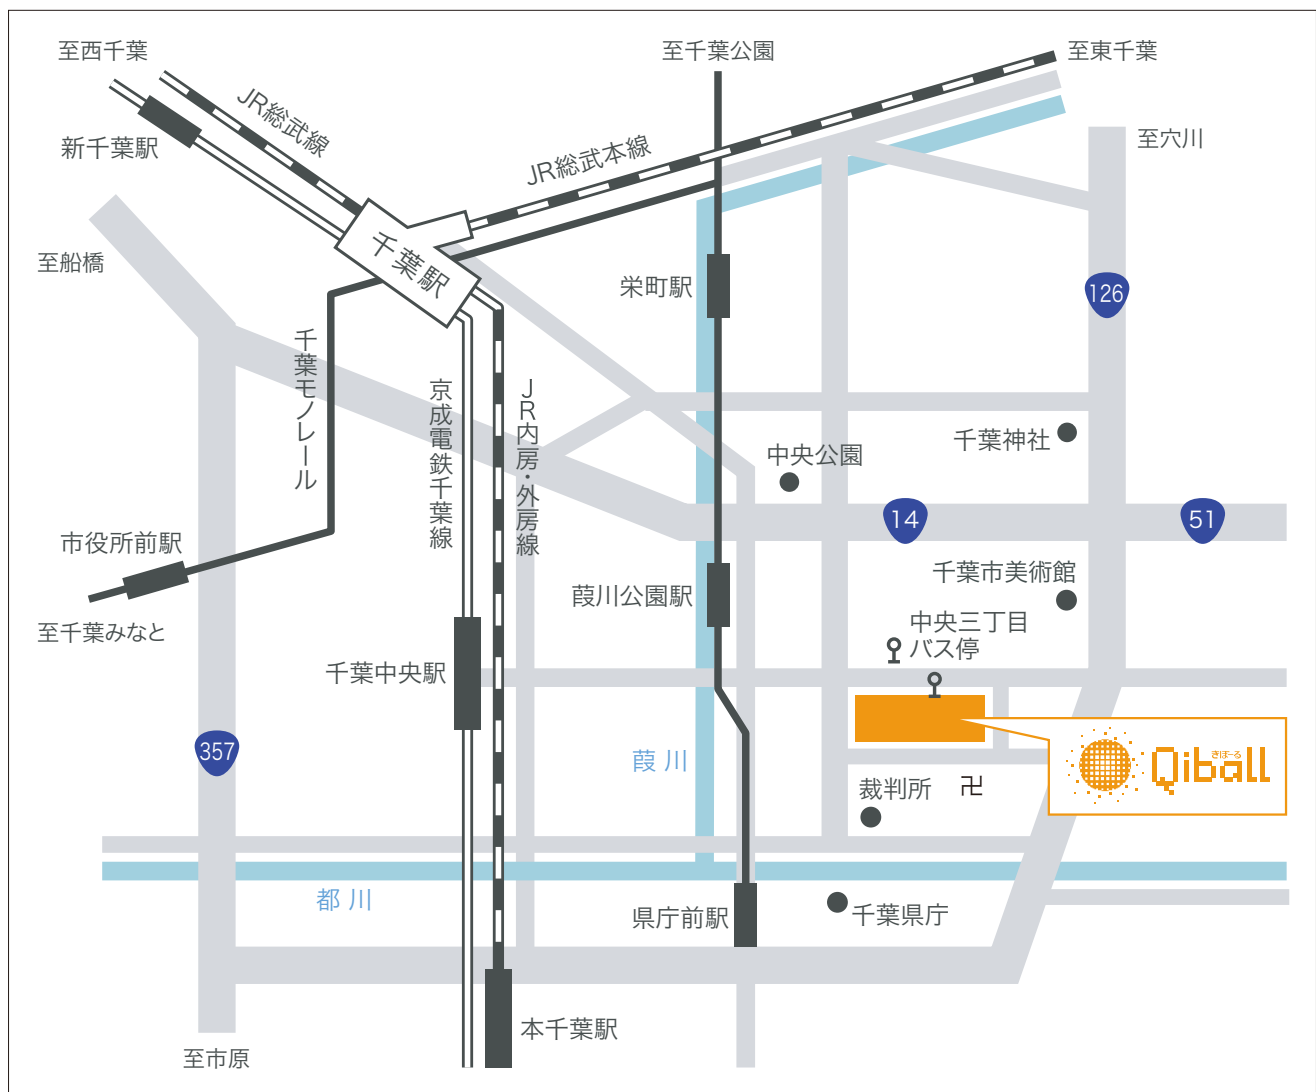 至西千葉
至千葉公園
至東千葉
新千葉駅
JR総武線
JR総武本線
至穴川
至船橋
千葉駅
栄町駅
126
千葉モノレール
京成電鉄千葉線
JR内房・外房線
千葉神社
中央公園
14
51
市役所前駅
千葉市美術館
葭川公園駅
至千葉みなと
中央三丁目
バス停
千葉中央駅
357
葭川
きぼーる
Qiball
裁判所
卍
都川
県庁前駅
千葉県庁
本千葉駅
至市原